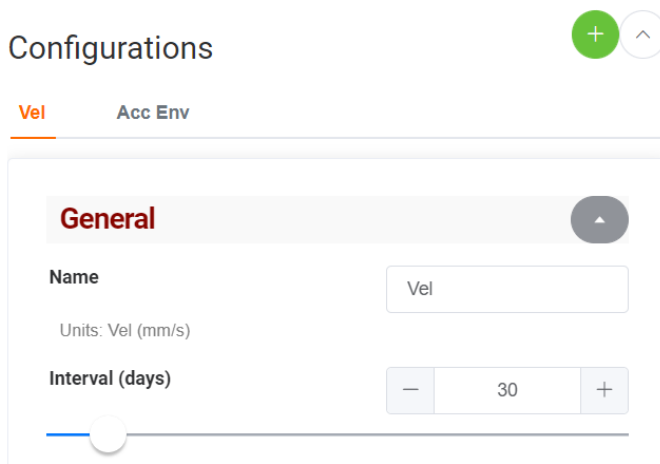 Configurations
Vel Acc Env
General
Name Vel
Units: Vel (mm/s)
Interval (days) 30